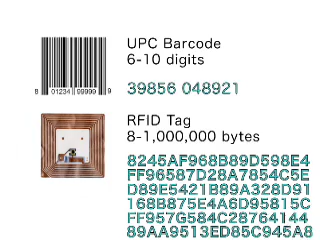 UPC Barcode
6-10 digits
8 01234 99999 9
39856 048921
RFID Tag
8-1,000,000 bytes
8245AF968B89D598E4
FF96587D28A7854C5E
D89E5421B89A328D91
168B875E4A6D95815C
FF957G584C28764144
89AA9513ED85C945A8